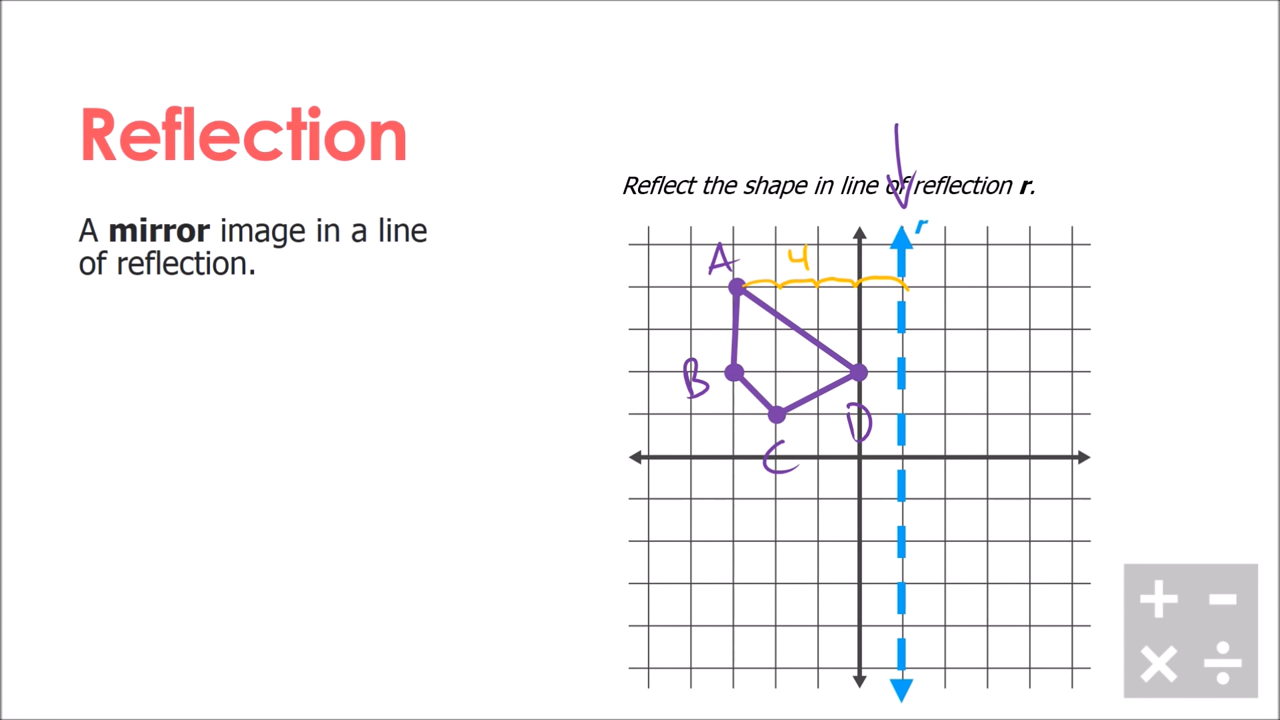 Reflection
A mirror image in a line
of reflection.
Reflect the shape in line of reflection r.
r
A
4
B
C
D
+ -
× ÷